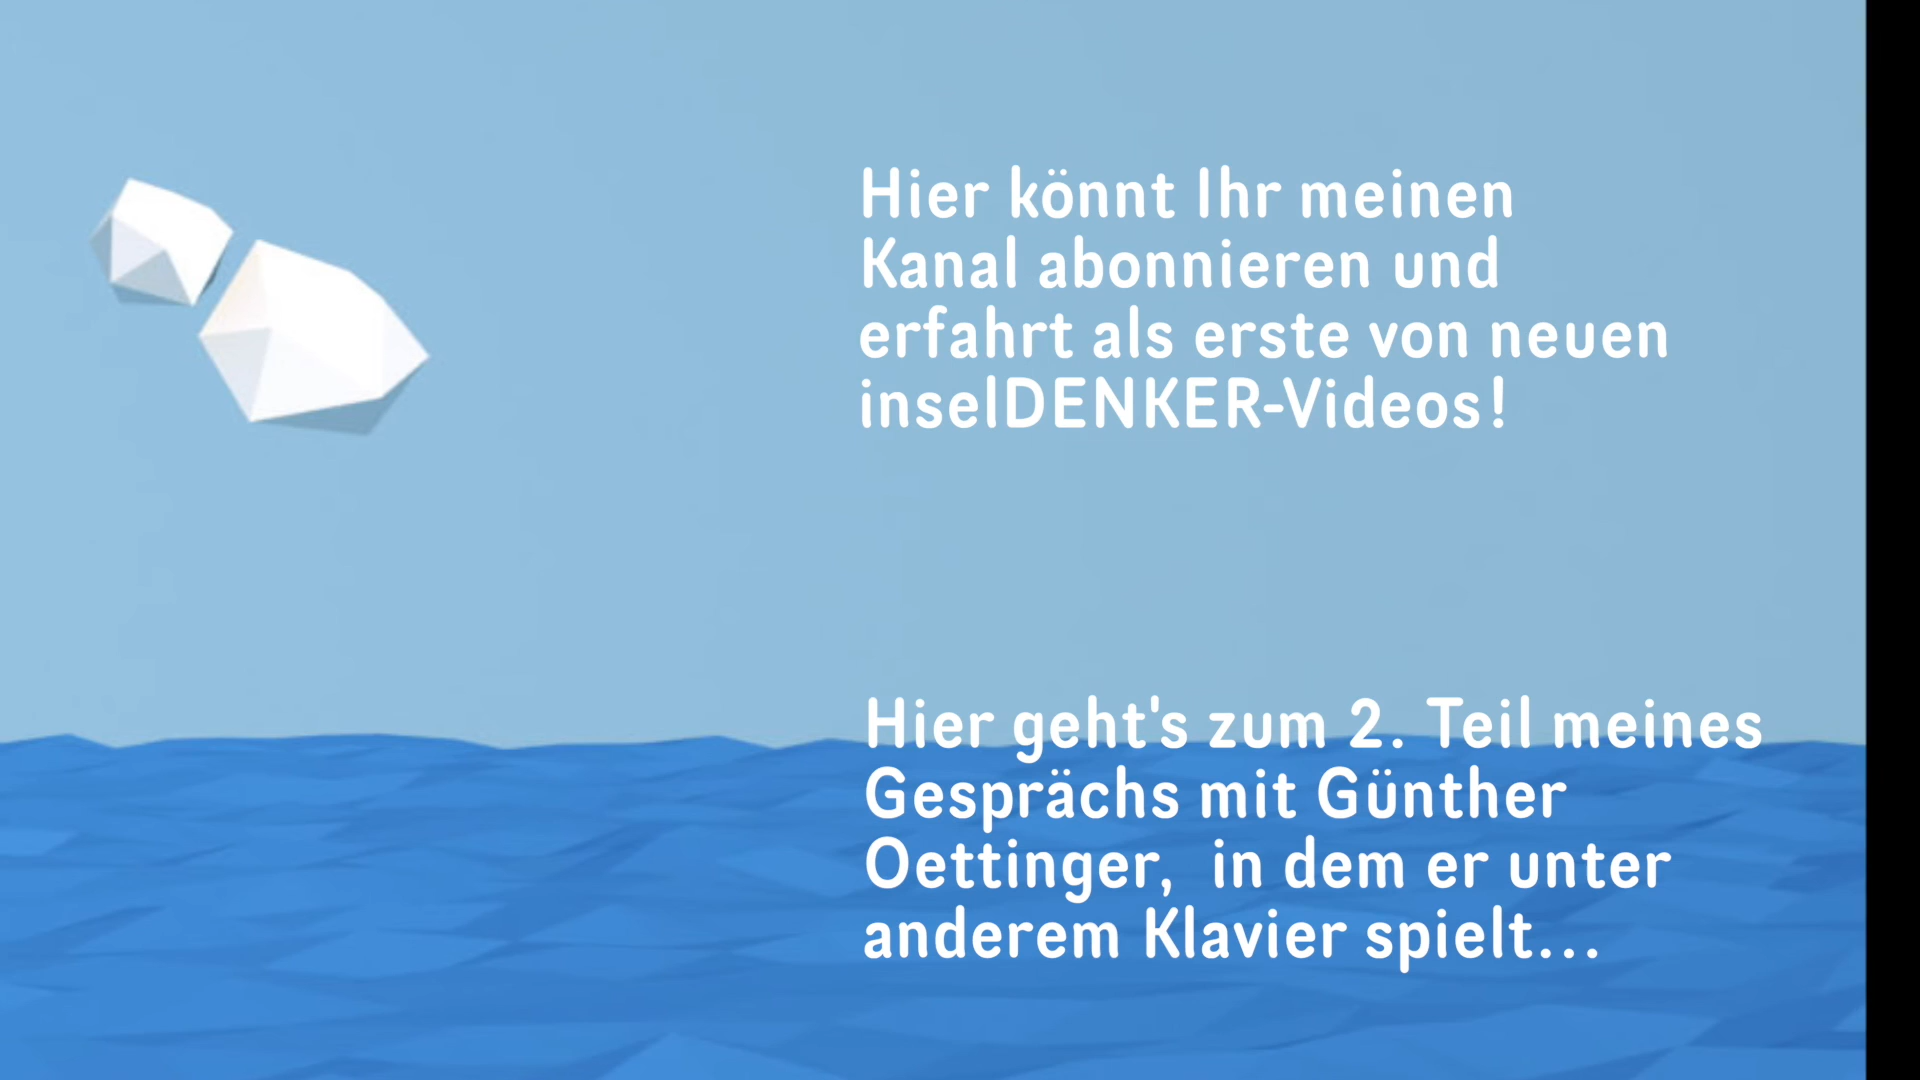 Hier könnt Ihr meinen
Kanal abonnieren und
erfahrt als erste von neuen
inselDENKER-Videos!
Hier geht's zum 2. Teil meines
Gesprächs mit Günther
Oettinger,  in dem er unter
anderem Klavier spielt...